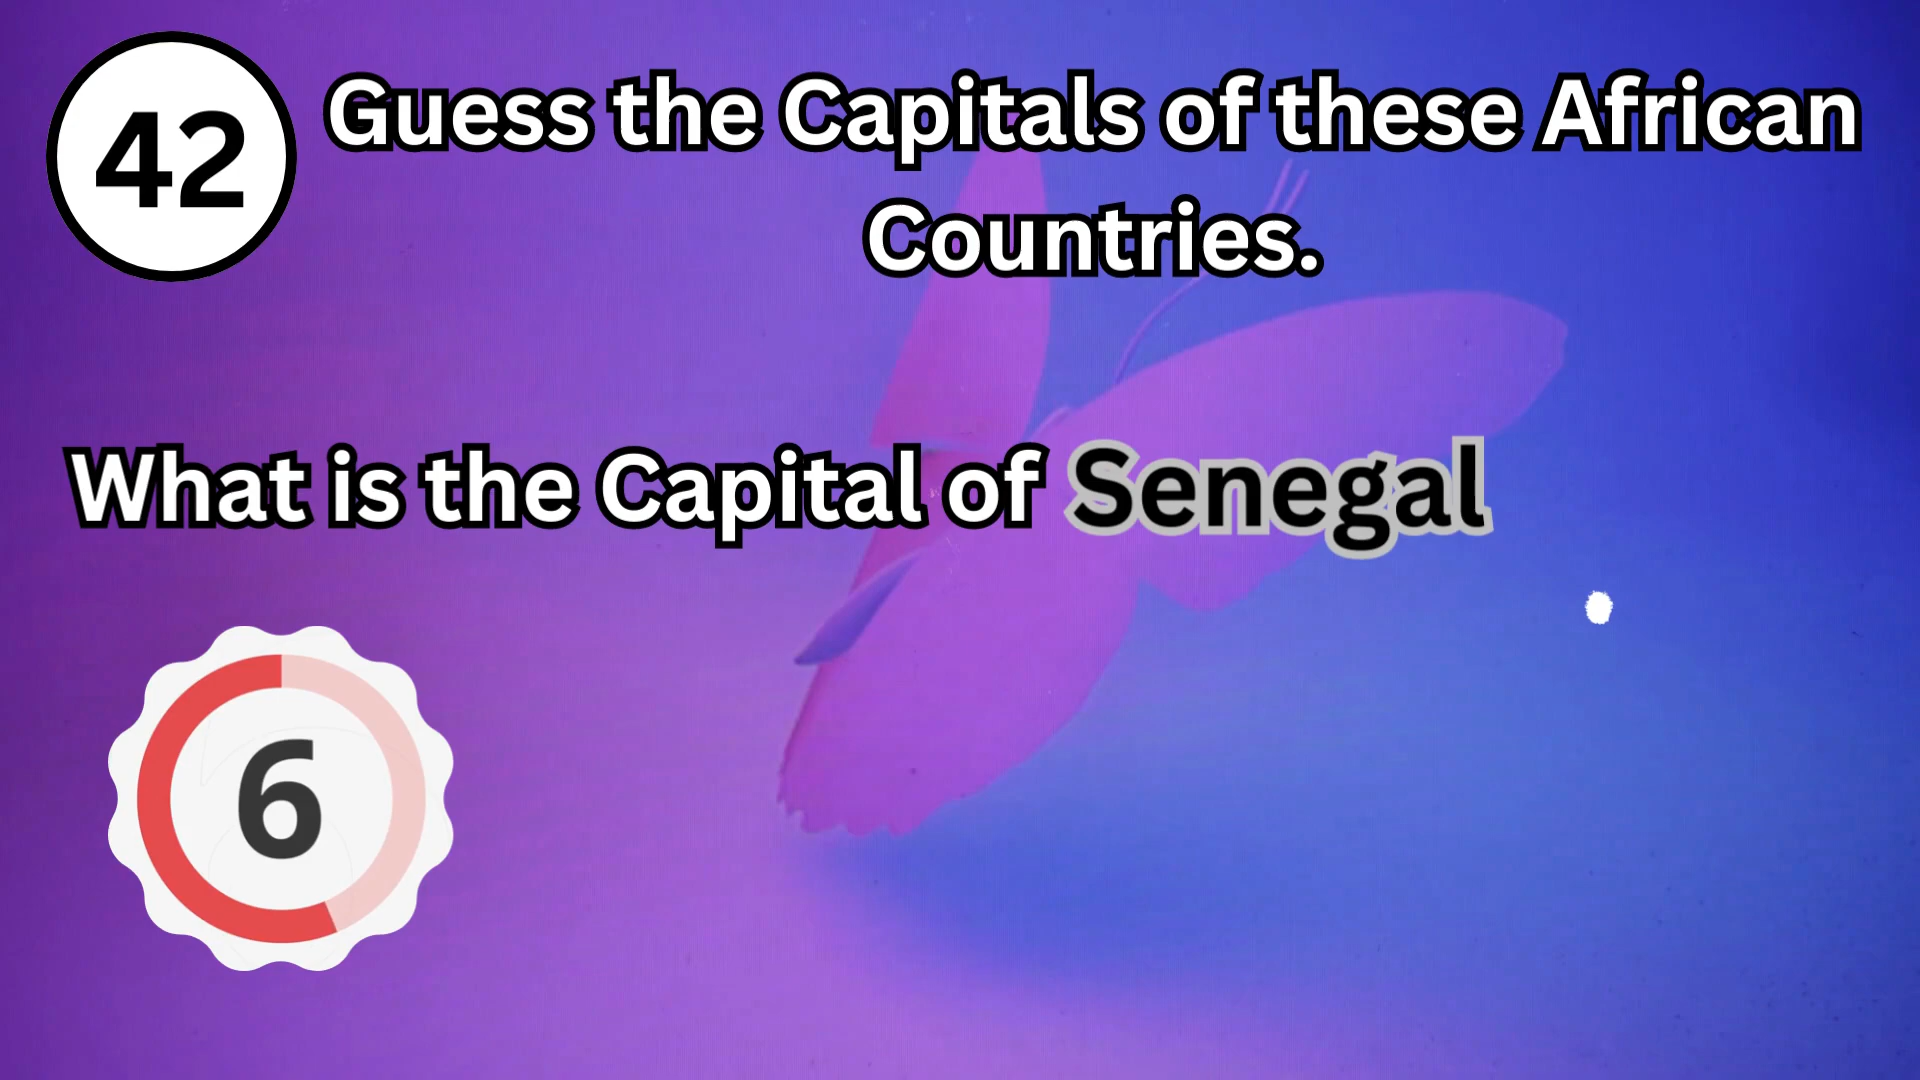 42
Guess the Capitals of these African
Countries.
What is the Capital of Senegal
6